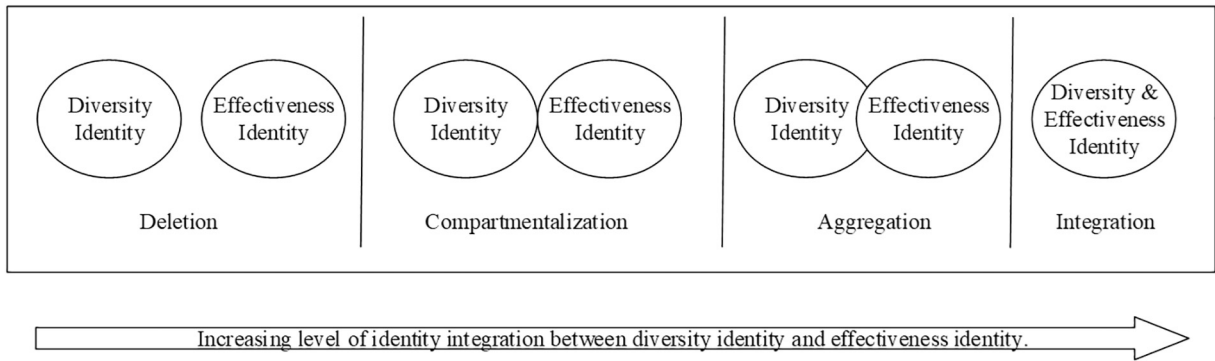 Diversity
Identity
Effectiveness
Identity
Deletion
Diversity
Identity
Effectiveness
Identity
Compartmentalization
Diversity
Identity
Effectiveness
Identity
Aggregation
Diversity &
Effectiveness
Identity
Integration
Increasing level of identity integration between diversity identity and effectiveness identity.